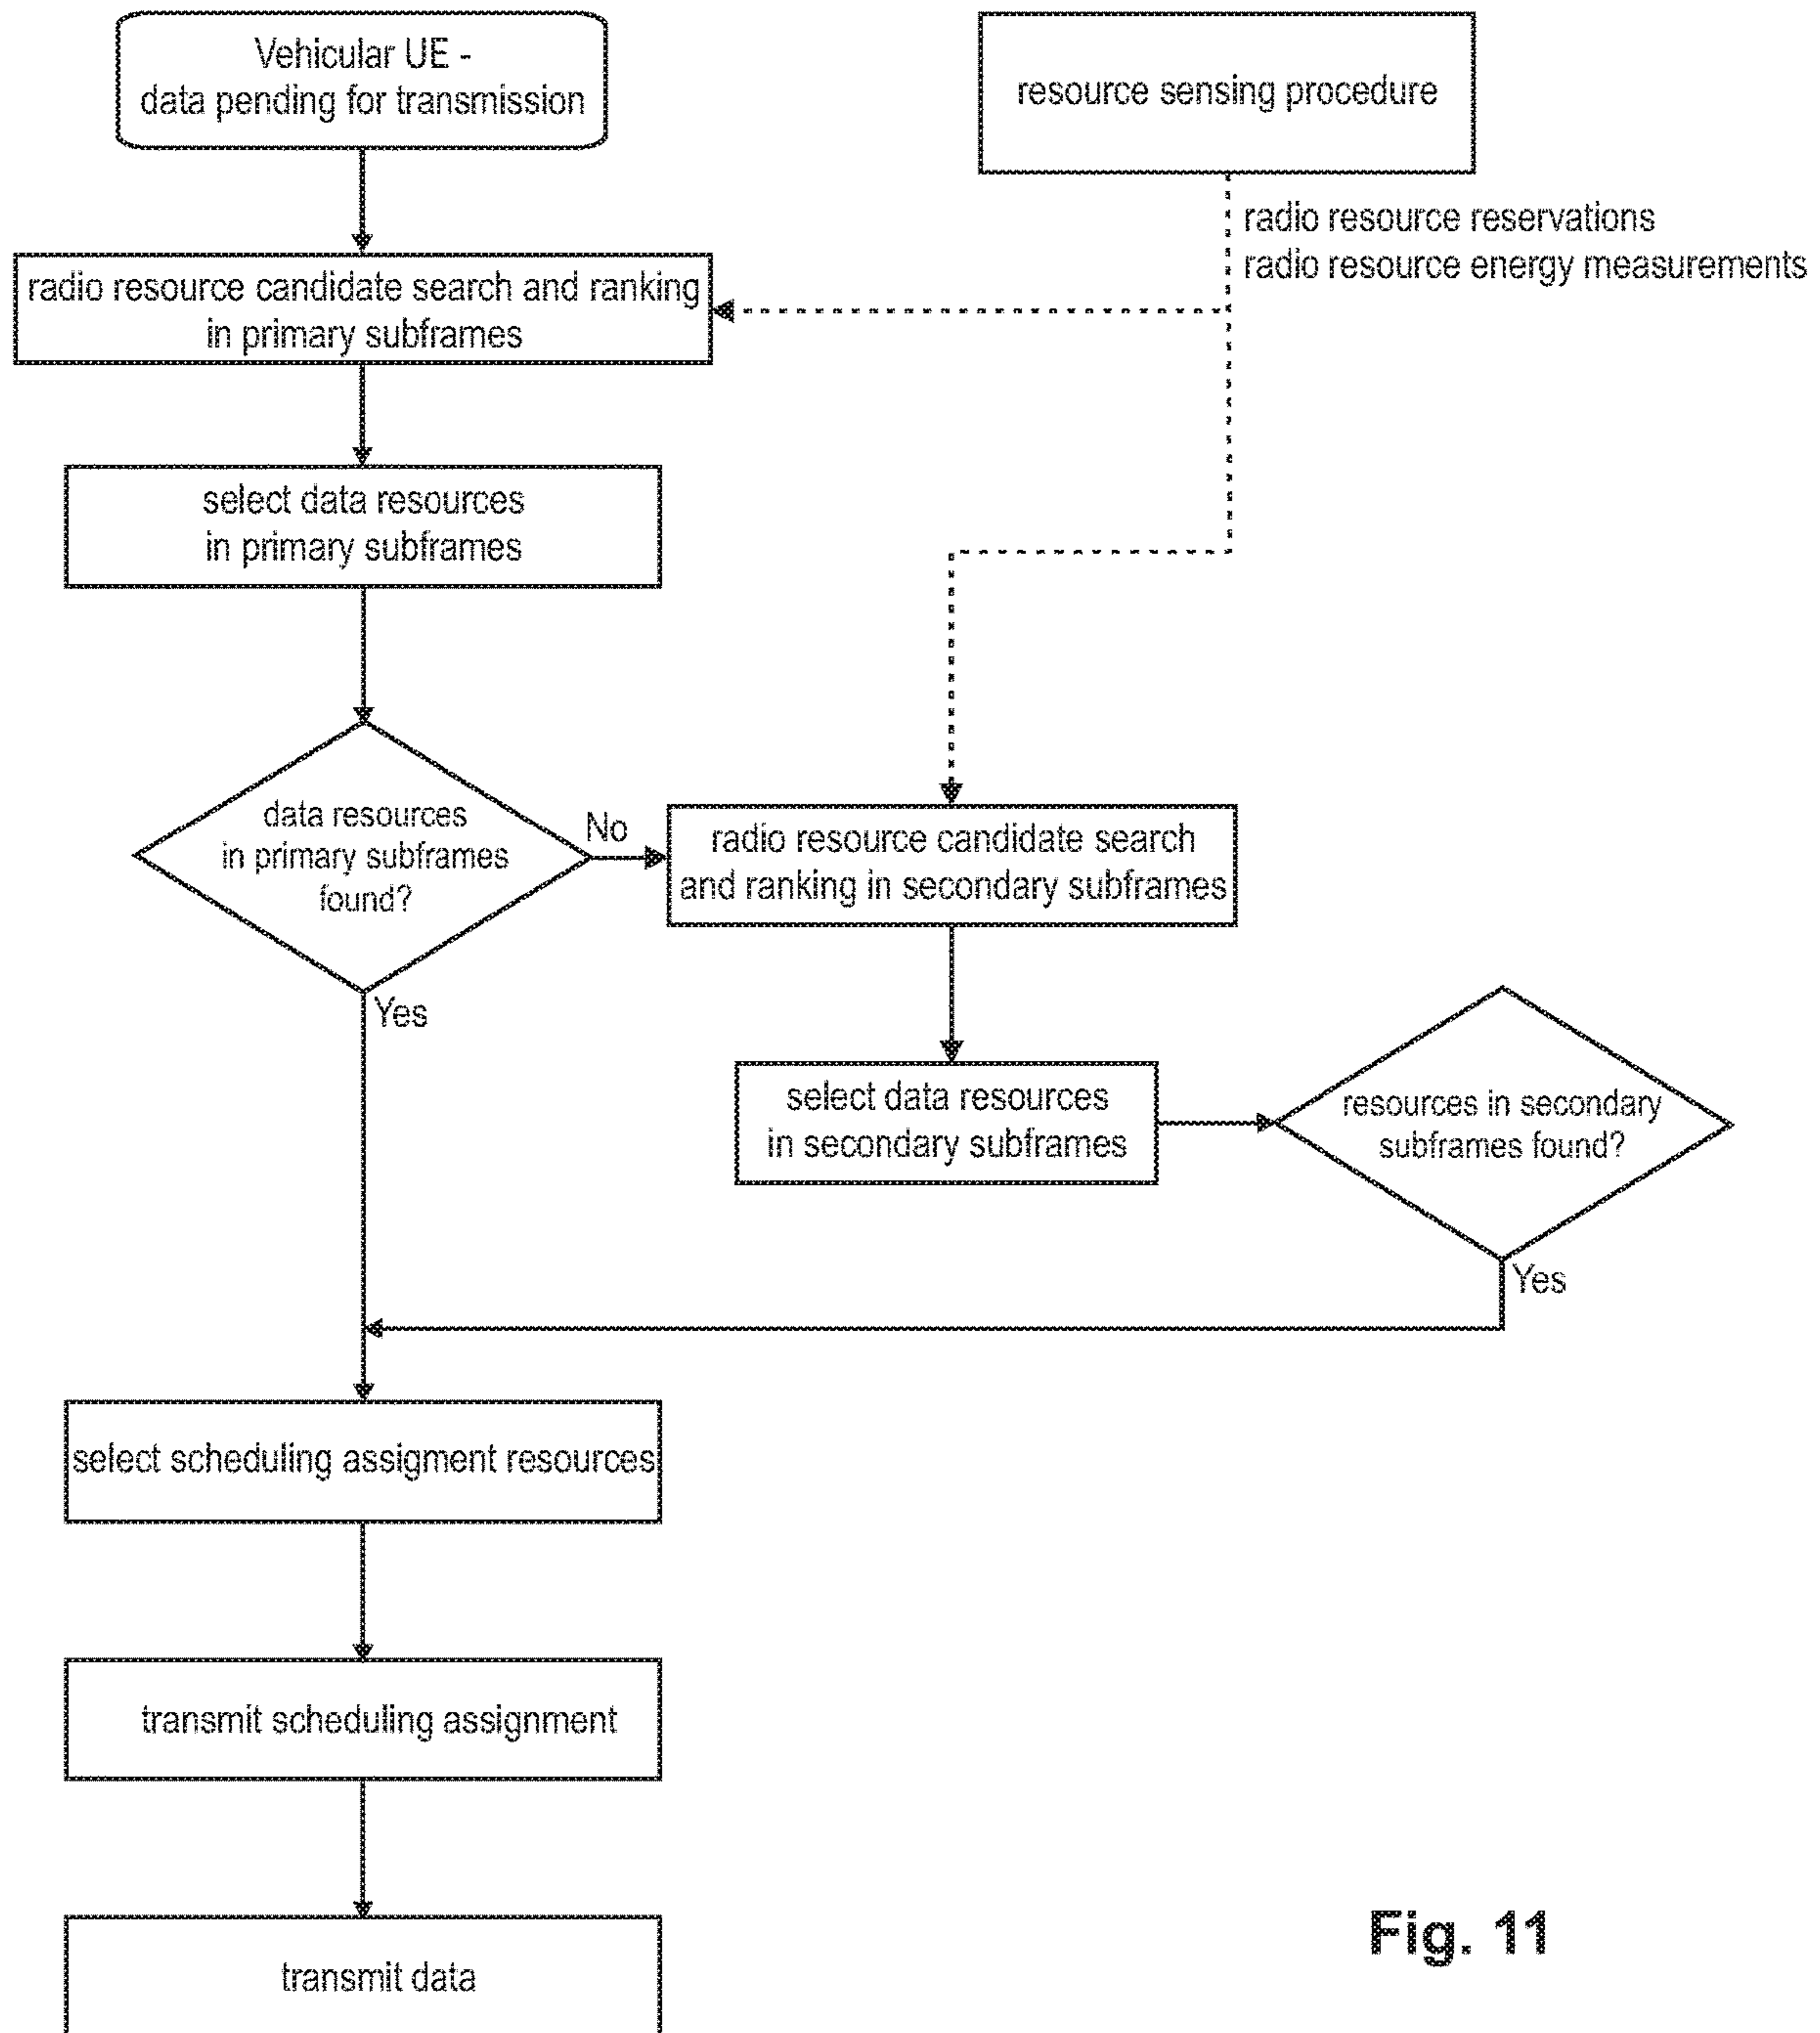 Vehicular UE -
data pending for transmission
resource sensing procedure
radio resource reservations
radio resource energy measurements
radio resource candidate search and ranking
in primary subframes
select data resources
in primary subframes
data resources
in primary subframes
found?
No
radio resource candidate search
and ranking in secondary subframes
Yes
select data resources
in secondary subframes
resources in secondary
subframes found?
Yes
select scheduling assigment resources
transmit scheduling assignment
transmit data
Fig. 11